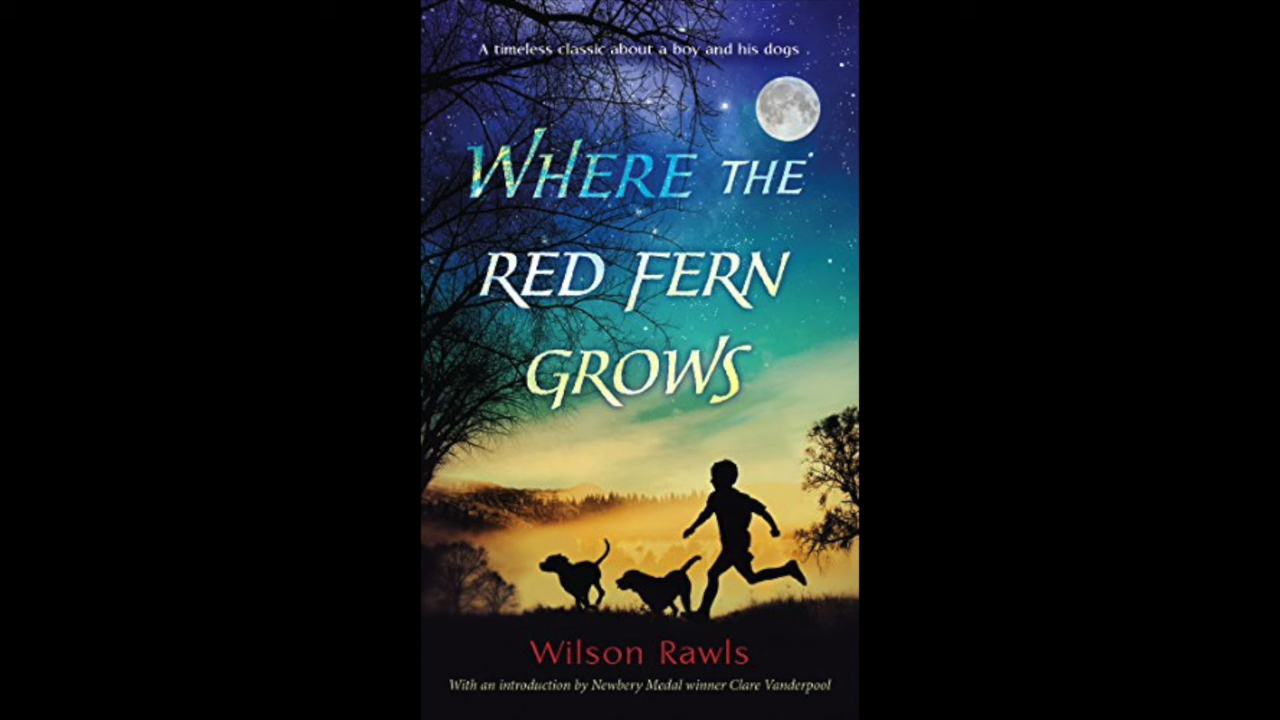 A timeless classic about a boy and his dogs
WHERE THE
RED FERN
GROWS
Wilson Rawls
With an introduction by Newbery Medal winner Clare Vanderpool